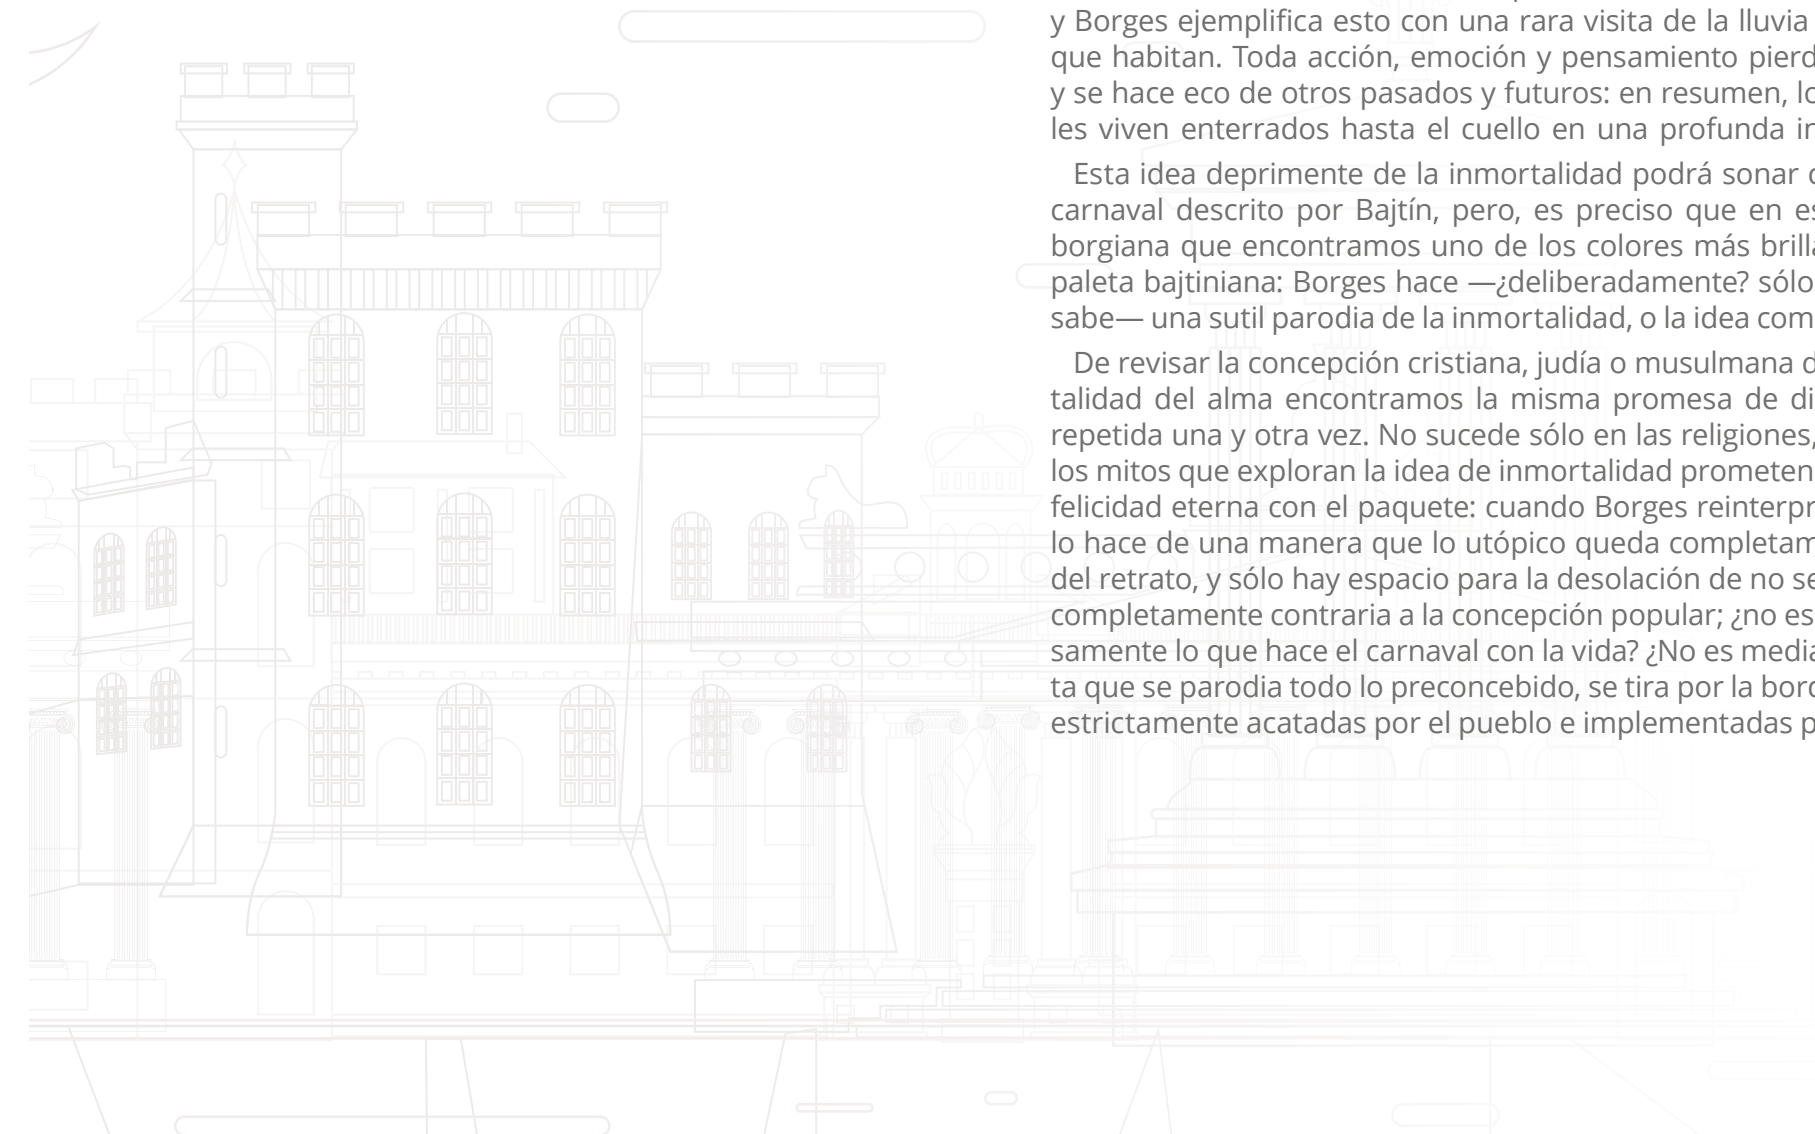 y Borges ejemplifica esto con una rara visita de la lluvia
que habitan. Toda acción, emoción y pensamiento pierd
y se hace eco de otros pasados y futuros: en resumen, lo
les viven enterrados hasta el cuello en una profunda in
Esta idea deprimente de la inmortalidad podrá sonar
carnaval descrito por Bajtín, pero, es preciso que en es
borgiana que encontramos uno de los colores más brilla
paleta bajtiniana: Borges hace —¿deliberadamente? sólo
sabe— una sutil parodia de la inmortalidad, o la idea com
De revisar la concepción cristiana, judía o musulmana d
talidad del alma encontramos la misma promesa de di
repetida una y otra vez. No sucede sólo en las religiones,
los mitos que exploran la idea de inmortalidad prometen
felicidad eterna con el paquete: cuando Borges reinterpr
lo hace de una manera que lo utópico queda completam
del retrato, y sólo hay espacio para la desolación de no se
completamente contraria a la concepción popular; ¿no es
samente lo que hace el carnaval con la vida? ¿No es media
ta que se parodia todo lo preconcebido, se tira por la bord
estrictamente acatadas por el pueblo e implementadas p